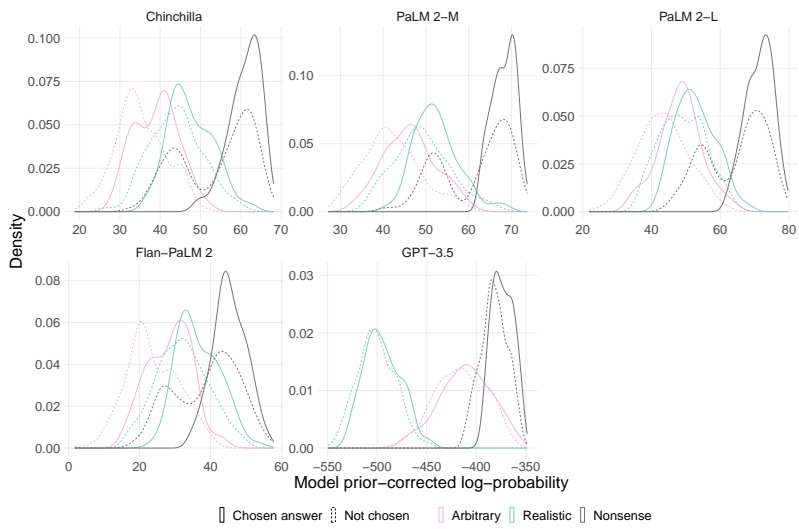 Chinchilla
PaLM 2−M
PaLM 2−L
0.100
0.075
0.050
0.025
0.000
20 30 40 50 60 70
0.10
0.05
0.00
30 40 50 60 70
0.075
0.050
0.025
0.000
20 40 60 80
Density
Flan−PaLM 2
GPT−3.5
0.08
0.06
0.04
0.02
0.00
0 20 40 60
0.03
0.02
0.01
0.00
−550 −500 −450 −400 −350
Model prior−corrected log−probability
Chosen answer Not chosen Arbitrary Realistic Nonsense